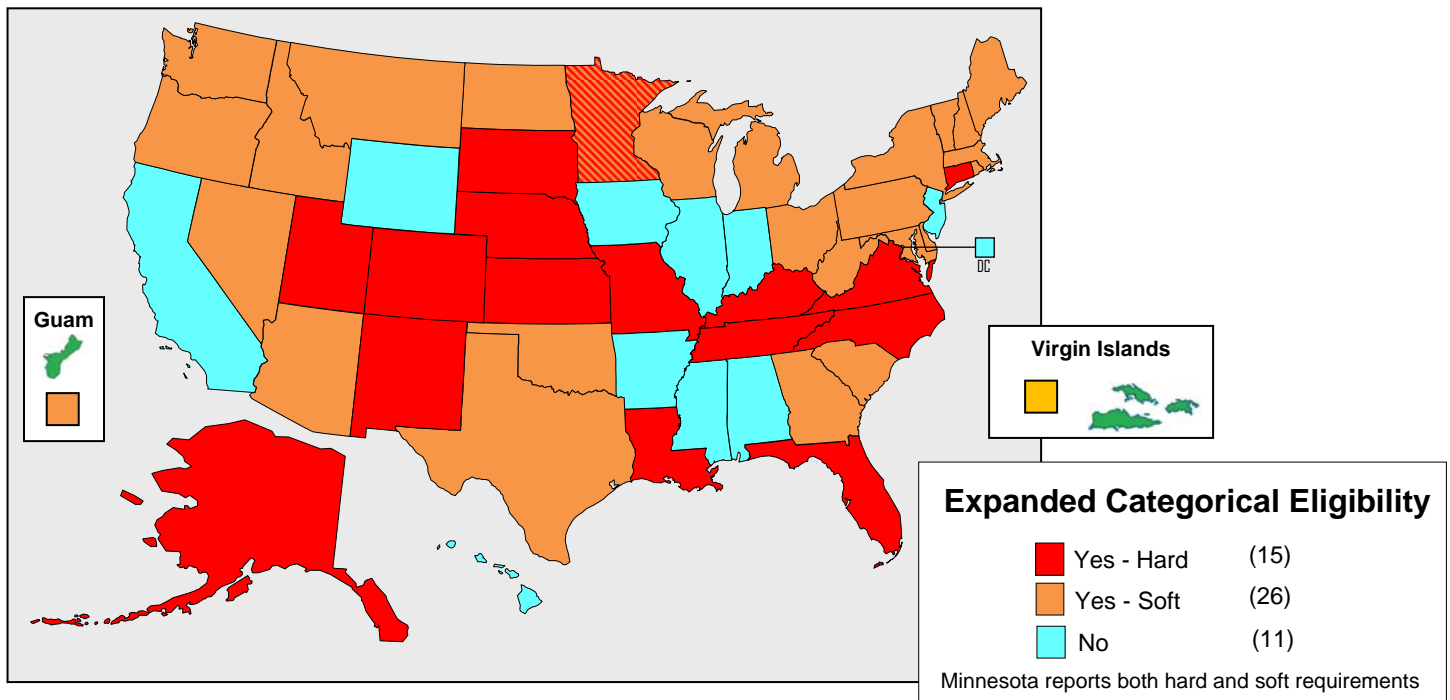 DC
Guam
Virgin Islands
Expanded Categorical Eligibility
Yes - Hard (15)
Yes - Soft (26)
No (11)
Minnesota reports both hard and soft requirements